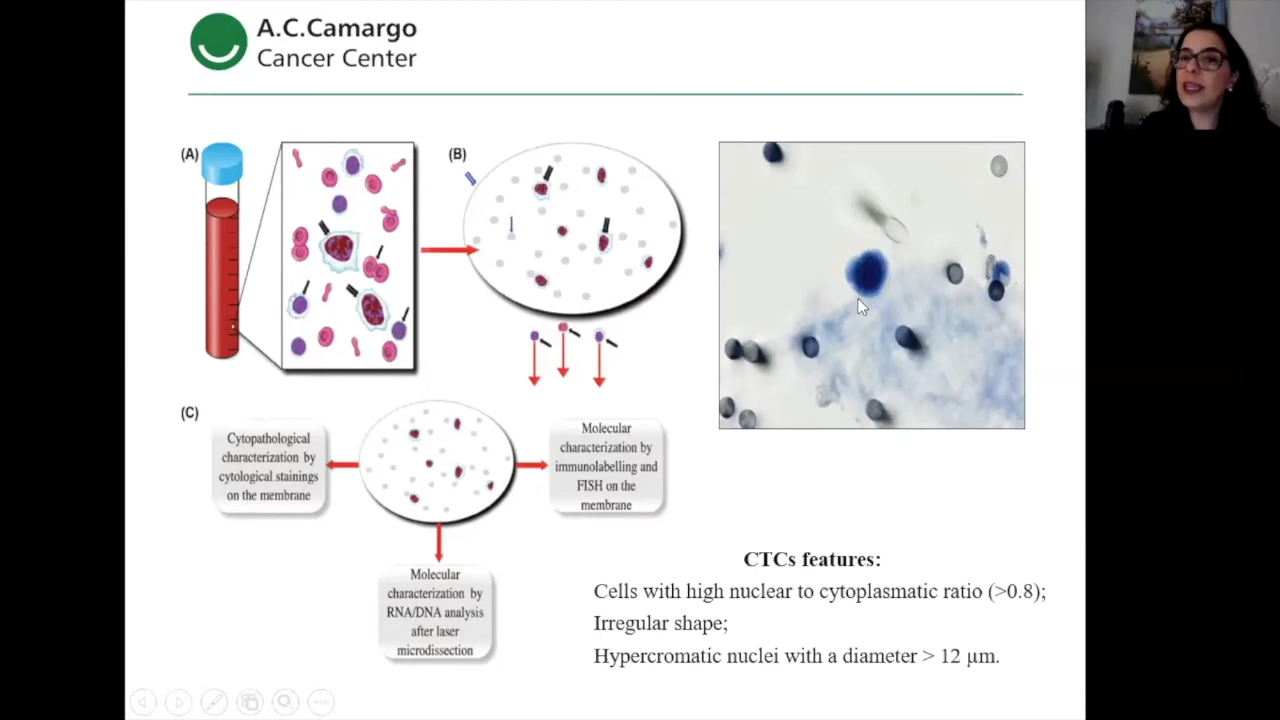 A.C.Camargo
Cancer Center
(A)
(B)
(C)
Cytopathological
characterization by
cytological stainings
on the membrane
Molecular
characterization by
immunolabelling and
FISH on the
membrane
Molecular
characterization by
RNA/DNA analysis
after laser
microdissection
CTCs features:
Cells with high nuclear to cytoplasmatic ratio (>0.8);
Irregular shape;
Hypercromatic nuclei with a diameter > 12 µm.